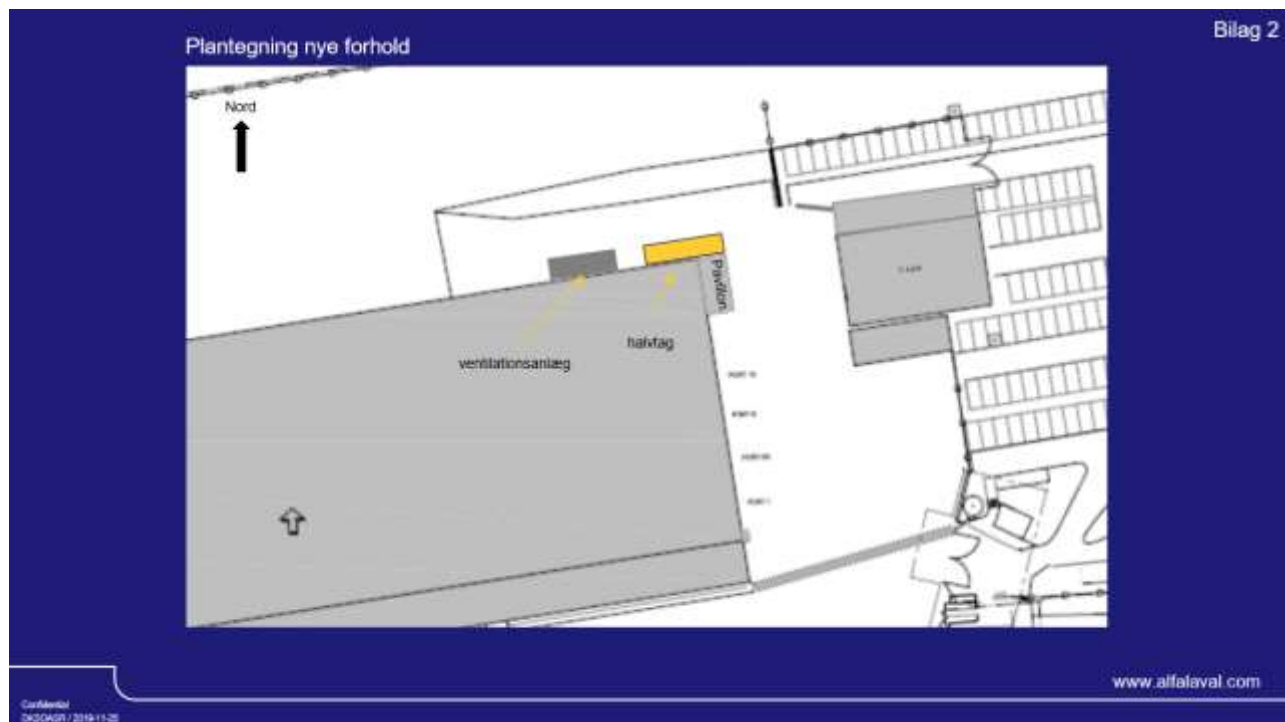 Bilag 2
Plantegning nye forhold
Nord
Pavillon
halvtag
ventilationsanlæg
www.alfalaval.com
Confidential